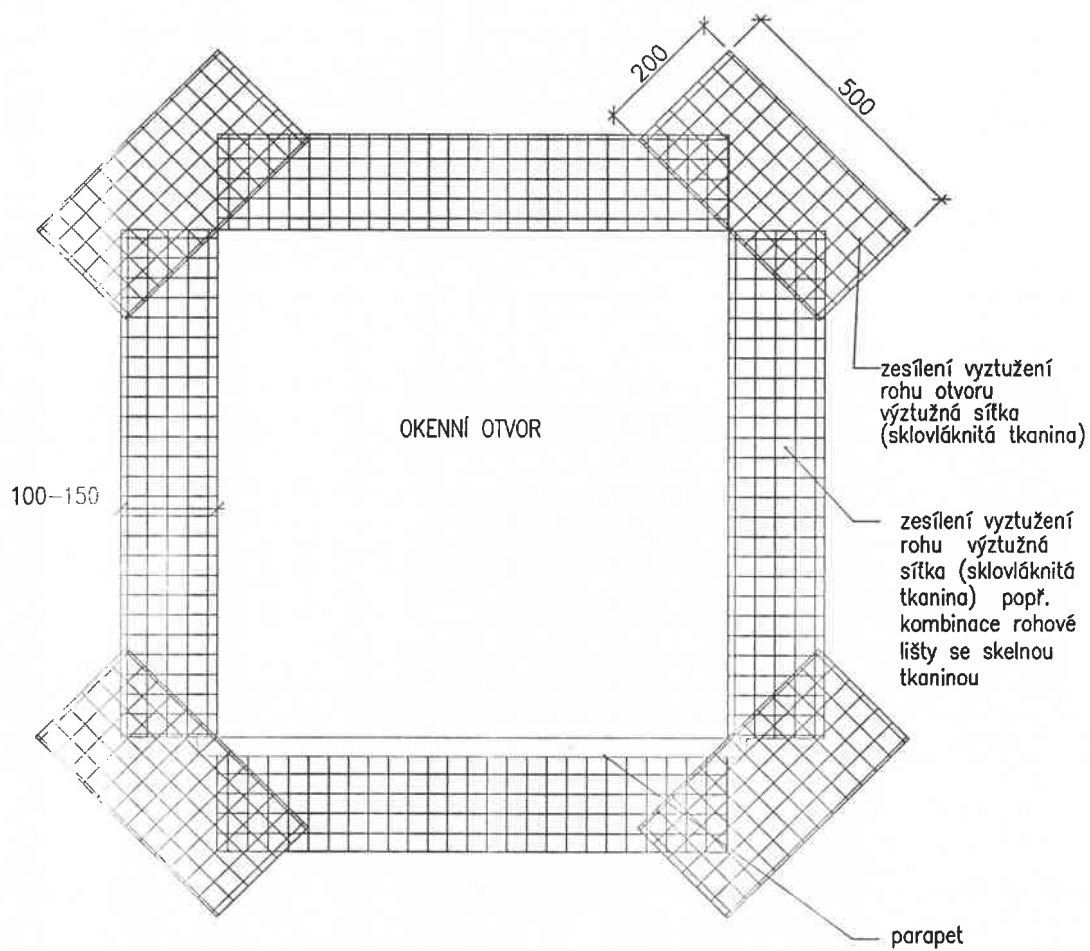 200
500
zesílení vyztužení
rohu otvoru
výztužná síťka
(sklovláknitá tkanina)
OKENNÍ OTVOR
100-150
zesílení vyztužení
rohu výztužná
síťka (sklovláknitá
tkanina) popř.
kombinace rohové
lišty se skelnou
tkaninou
parapet